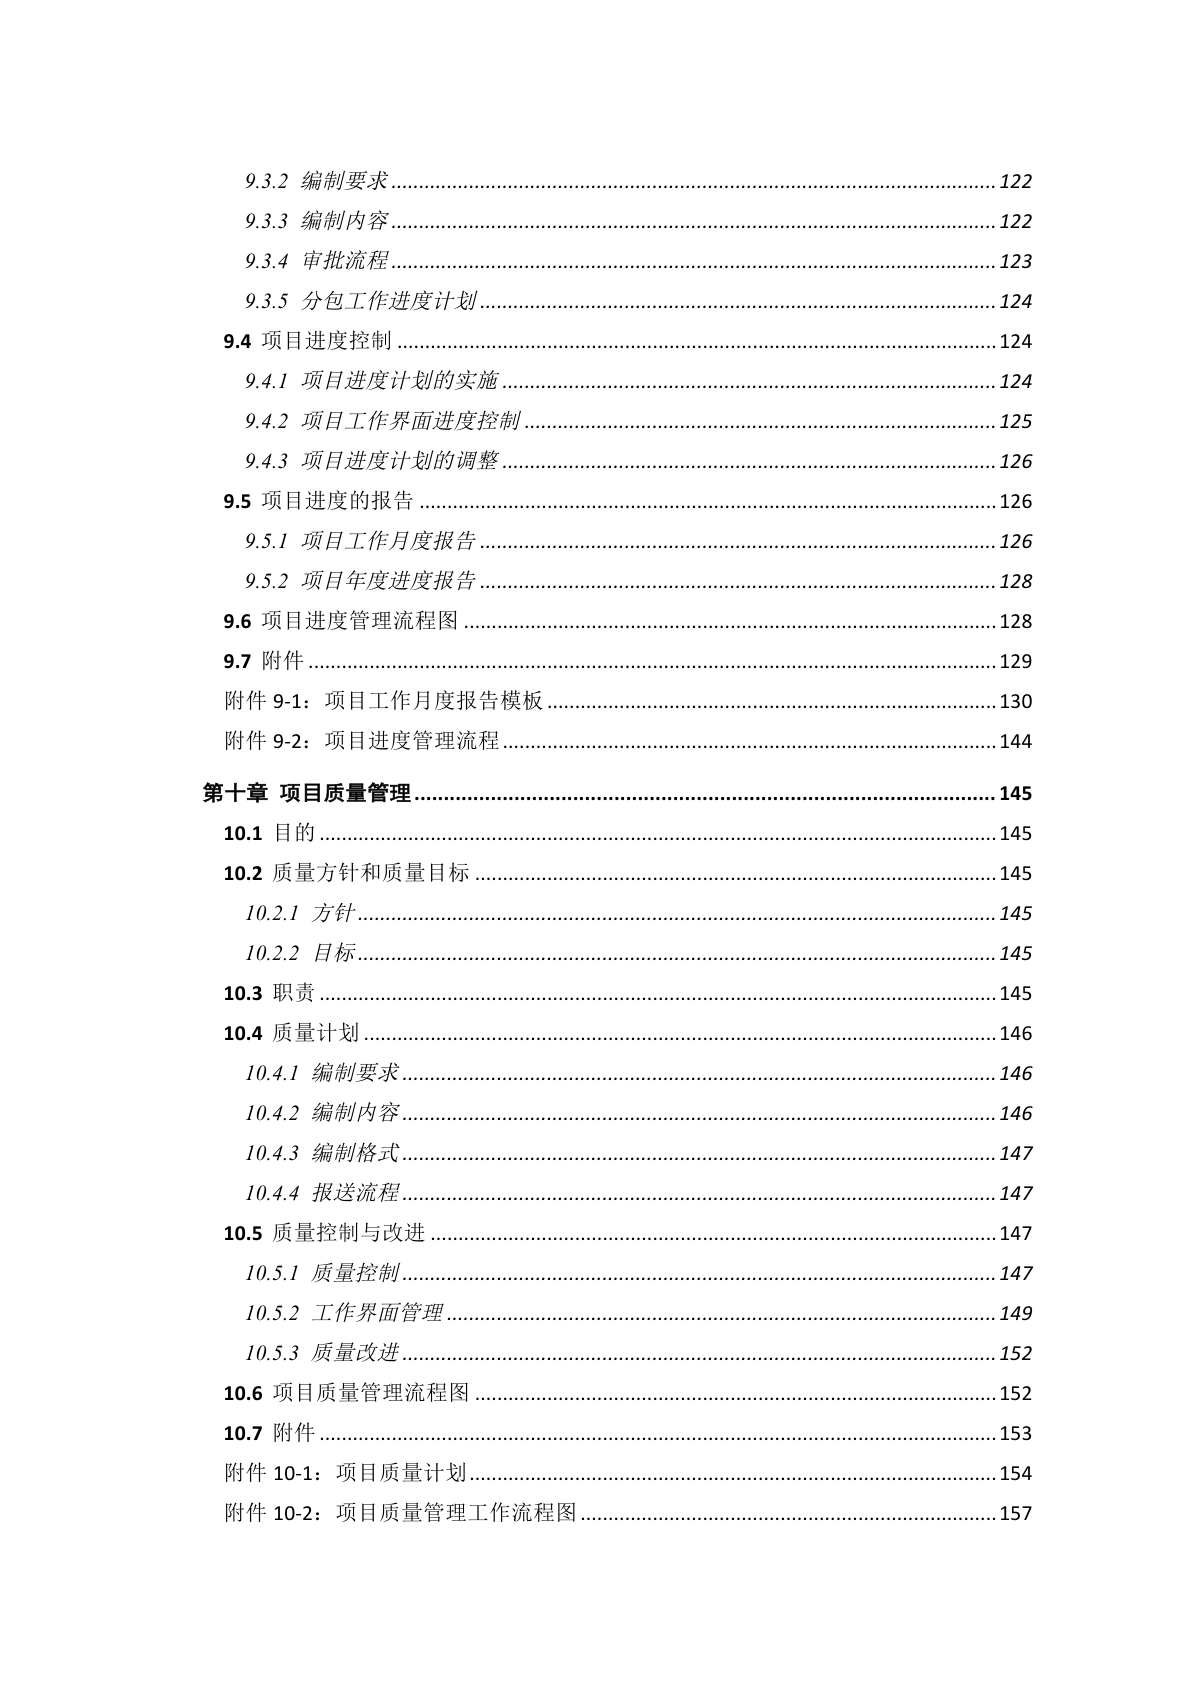 9.3.2 编制要求........................122
9.3.3 编制内容........................122
9.3.4 审批流程........................123
9.3.5 分包工作进度计划........................124
9.4 项目进度控制........................124
9.4.1 项目进度计划的实施........................124
9.4.2 项目工作界面进度控制........................125
9.4.3 项目进度计划的调整........................126
9.5 项目进度的报告........................126
9.5.1 项目工作月度报告........................126
9.5.2 项目年度进度报告........................128
9.6 项目进度管理流程图........................128
9.7 附件........................129
附件 9-1：项目工作月度报告模板........................130
附件 9-2：项目进度管理流程........................144
第十章 项目质量管理........................145
10.1 目的........................145
10.2 质量方针和质量目标........................145
10.2.1 方针........................145
10.2.2 目标........................145
10.3 职责........................145
10.4 质量计划........................146
10.4.1 编制要求........................146
10.4.2 编制内容........................146
10.4.3 编制格式........................147
10.4.4 报送流程........................147
10.5 质量控制与改进........................147
10.5.1 质量控制........................147
10.5.2 工作界面管理........................149
10.5.3 质量改进........................152
10.6 项目质量管理流程图........................152
10.7 附件........................153
附件 10-1：项目质量计划........................154
附件 10-2：项目质量管理工作流程图........................157